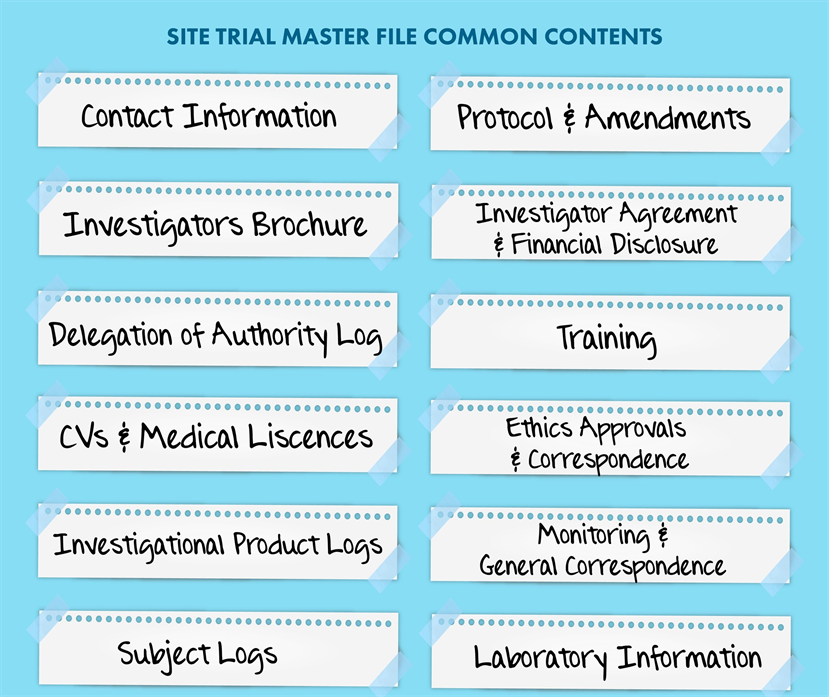 SITE TRIAL MASTER FILE COMMON CONTENTS
Contact Information
Protocol & Amendments
Investigators Brochure
Investigator Agreement
& Financial Disclosure
Delegation of Authority Log
Training
CVs & Medical Liscences
Ethics Approvals
& Correspondence
Investigational Product Logs
Monitoring &
General Correspondence
Subject Logs
Laboratory Information